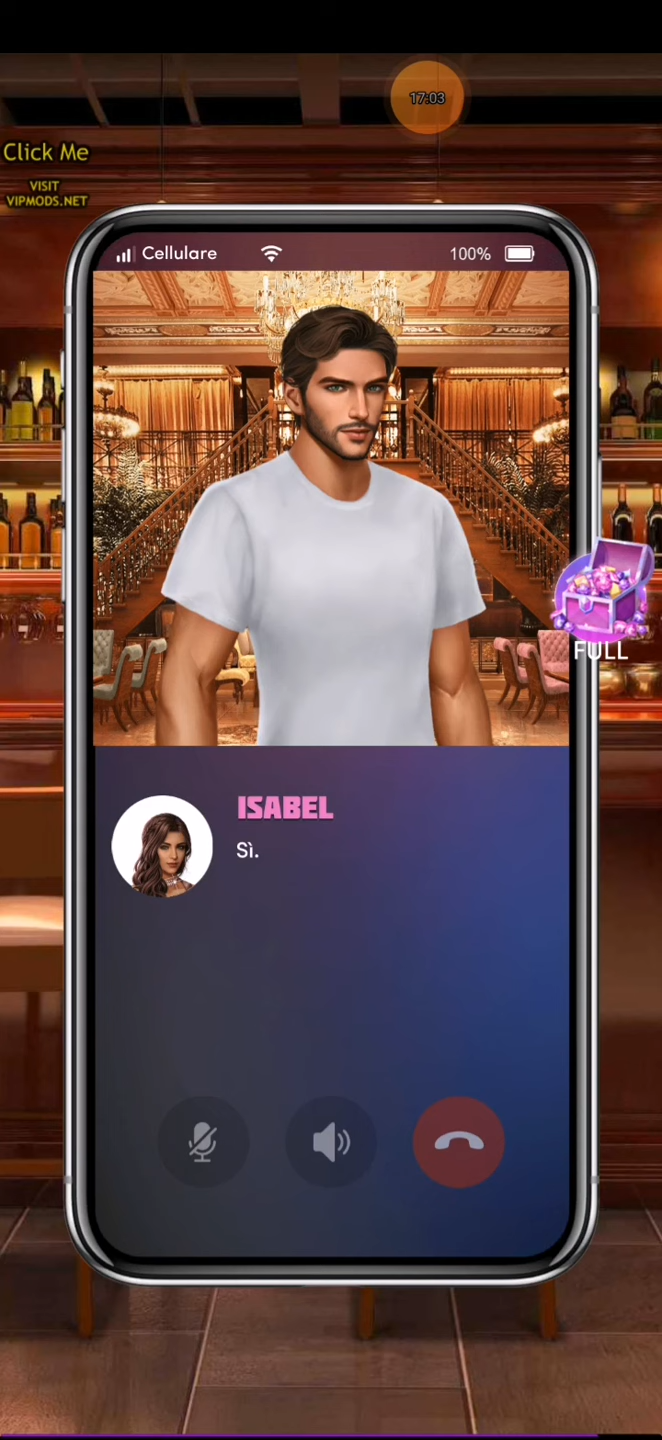 17:03
Click Me
VISIT
VIPMODS.NET
Cellulare
100%
FULL
ISABEL
Sì.